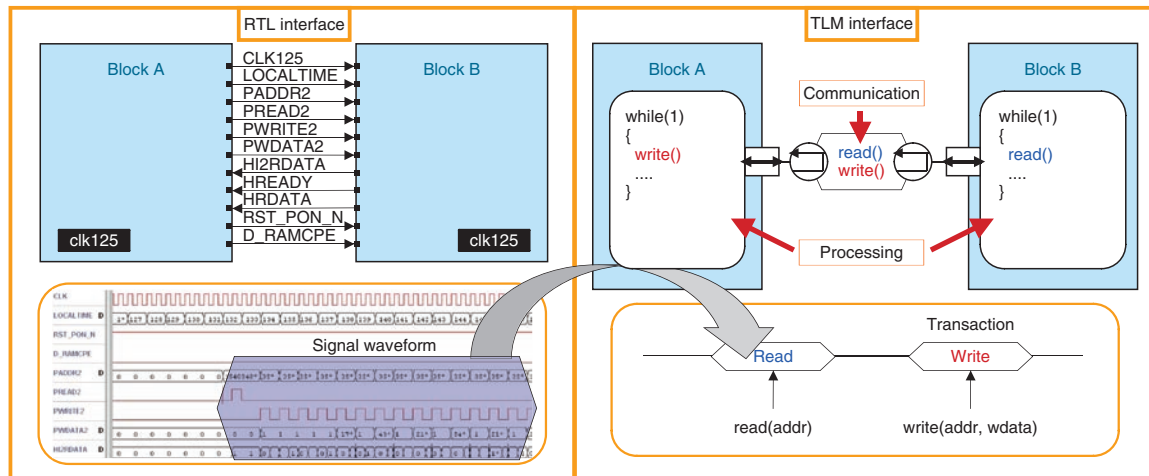 RTL interface
Block A
Block B
CLK125
LOCALTIME
PADDR2
PREAD2
PWRITE2
PWDATA2
HI2RDATA
HREADY
HRDATA
RST_PON_N
D_RAMCPE
clk125
clk125
CLK
LOCALTIME D
RST_PON_N
D_RAMCPE
PADDR2 D
PREAD2
PWRITE2
PWDATA2 D
HI2RDATA D
Signal waveform
TLM interface
Block A
Block B
while(1)
{
write()
....
}
Communication
read()
write()
while(1)
{
read()
....
}
Processing
Transaction
Read
Write
read(addr)
write(addr, wdata)